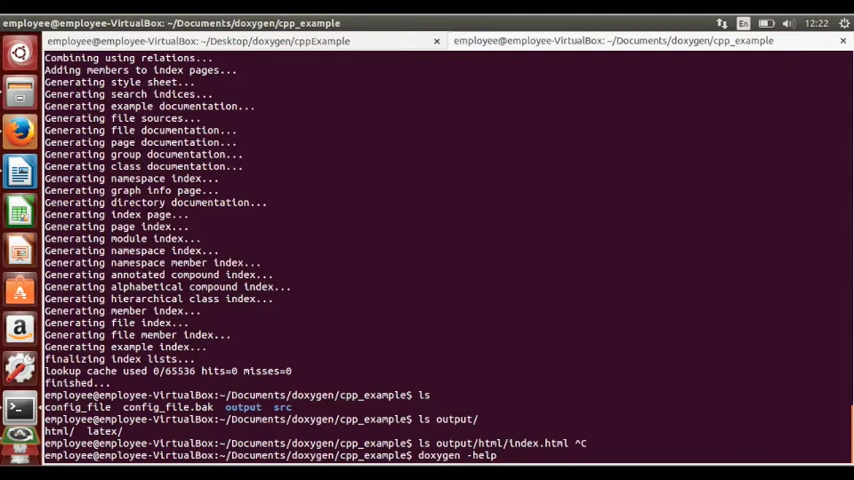 employee@employee-VirtualBox: ~/Documents/doxygen/cpp_example
En
12:22
employee@employee-VirtualBox: ~/Desktop/doxygen/cppExample
employee@employee-VirtualBox: ~/Documents/doxygen/cpp_example
Combining using relations...
Adding members to index pages...
Generating style sheet...
Generating search indices...
Generating example documentation...
Generating file sources...
Generating file documentation...
Generating page documentation...
Generating group documentation...
Generating class documentation...
Generating namespace index...
Generating graph info page...
Generating directory documentation...
Generating index page...
Generating page index...
Generating module index...
Generating namespace index...
Generating namespace member index...
Generating annotated compound index...
Generating alphabetical compound index...
Generating hierarchical class index...
Generating member index...
Generating file index...
Generating file member index...
Generating example index...
finalizing index lists...
lookup cache used 0/65536 hits=0 misses=0
finished...
employee@employee-VirtualBox:~/Documents/doxygen/cpp_example$ ls
config_file  config_file.bak  output  src
employee@employee-VirtualBox:~/Documents/doxygen/cpp_example$ ls output/
html/  latex/
employee@employee-VirtualBox:~/Documents/doxygen/cpp_example$ ls output/html/index.html ^C
employee@employee-VirtualBox:~/Documents/doxygen/cpp_example$ doxygen -help